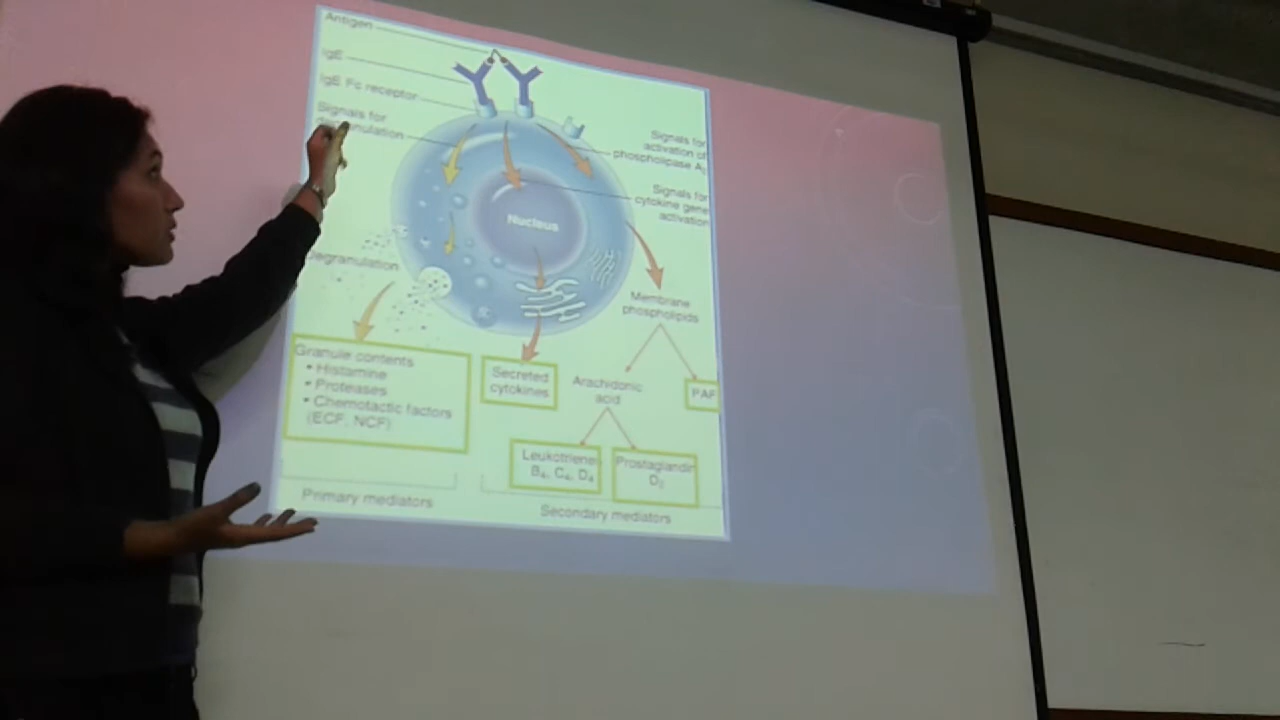 Antigen
IgE
IgE Fc receptor
Signals for
Signals for
activation of
phospholipase A₂
Signals for
cytokine gene
activation
Nucleus
Degranulation
Membrane
phospholipids
Granule contents
• Histamine
• Proteases
• Chemotactic factors
(ECF, NCF)
Secreted
cytokines
Arachidonic
acid
PAF
Leukotriene
B₄, C₄, D₄
Prostaglandin
D₂
Primary mediators
Secondary mediators